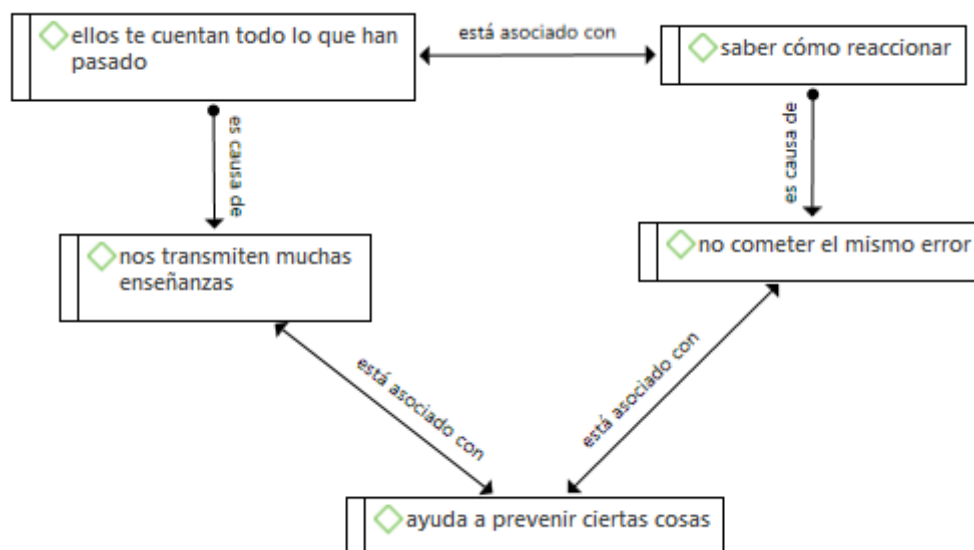 ellos te cuentan todo lo que han
pasado
está asociado con
saber cómo reaccionar
es causa de
es causa de
nos transmiten muchas
enseñanzas
no cometer el mismo error
está asociado con
está asociado con
ayuda a prevenir ciertas cosas